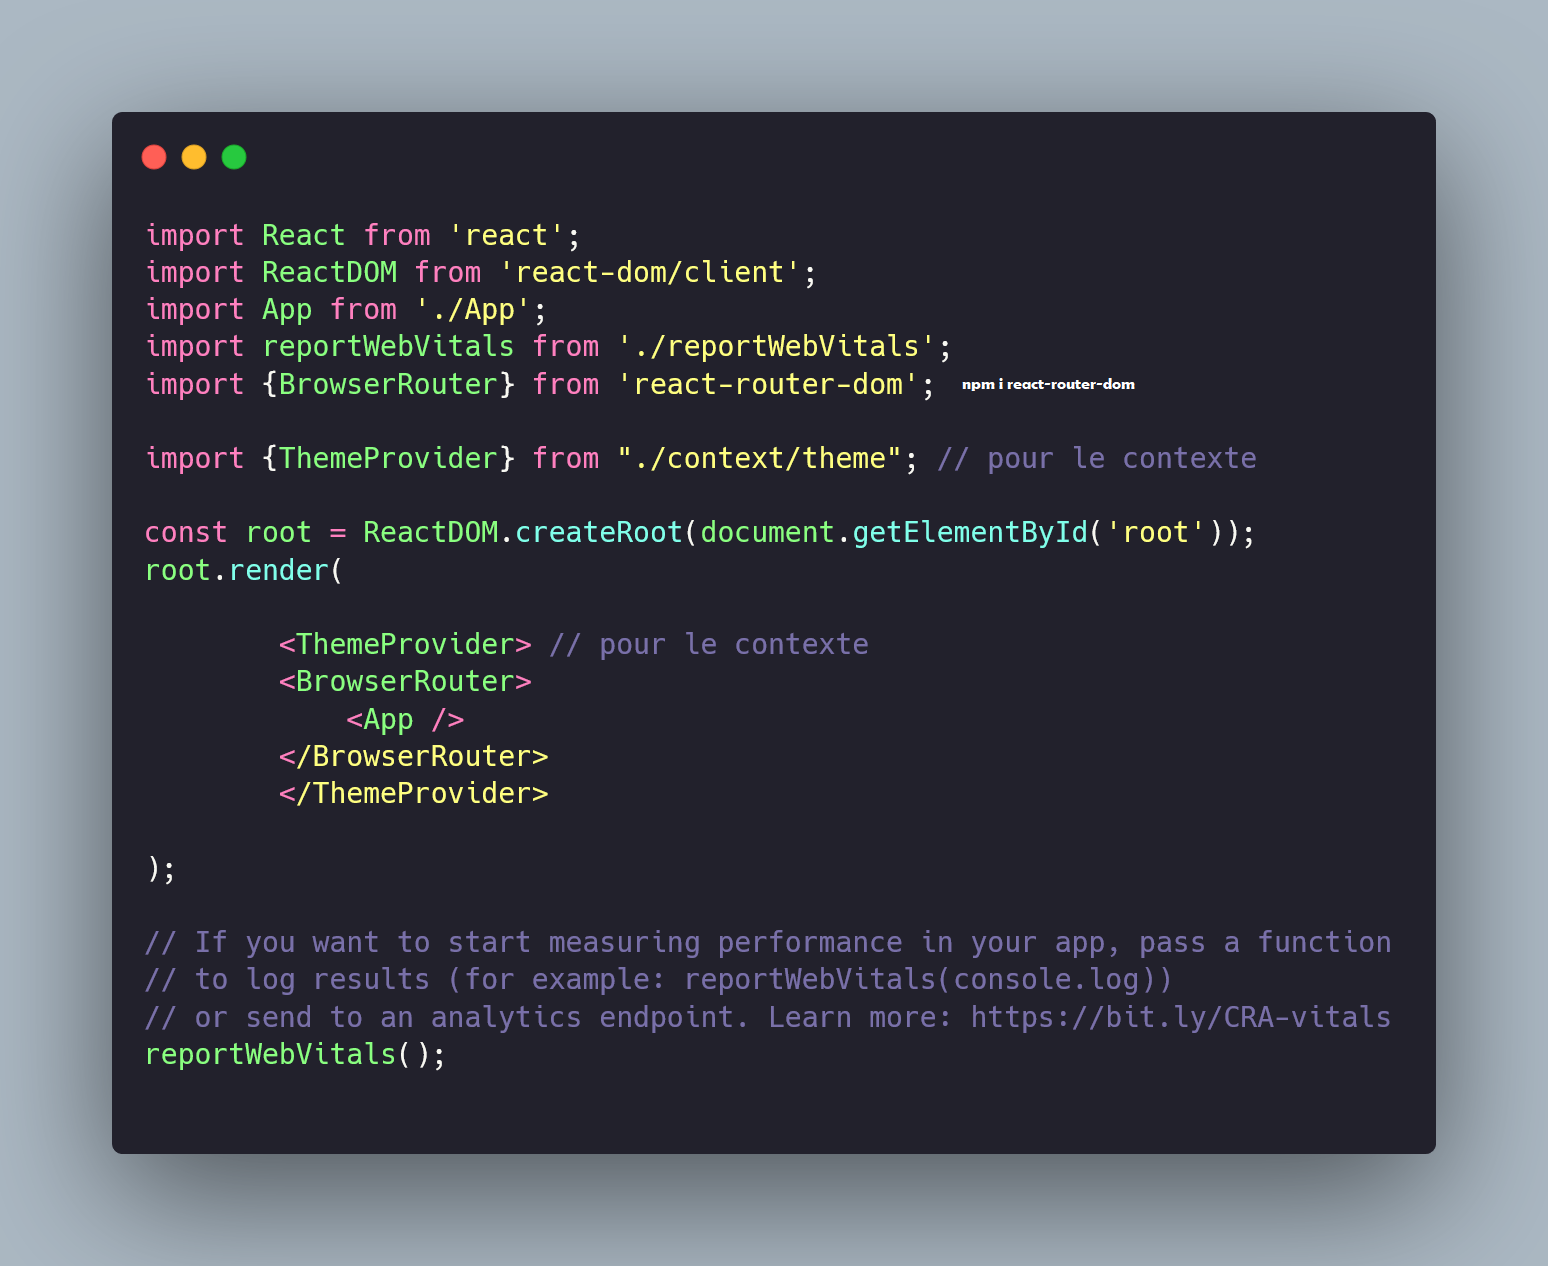 import React from 'react';
import ReactDOM from 'react-dom/client';
import App from './App';
import reportWebVitals from './reportWebVitals';
import {BrowserRouter} from 'react-router-dom'; npm i react-router-dom
import {ThemeProvider} from "./context/theme"; // pour le contexte
const root = ReactDOM.createRoot(document.getElementById('root'));
root.render(
<ThemeProvider> // pour le contexte
<BrowserRouter>
<App />
</BrowserRouter>
</ThemeProvider>
);
// If you want to start measuring performance in your app, pass a function
// to log results (for example: reportWebVitals(console.log))
// or send to an analytics endpoint. Learn more: https://bit.ly/CRA-vitals
reportWebVitals();